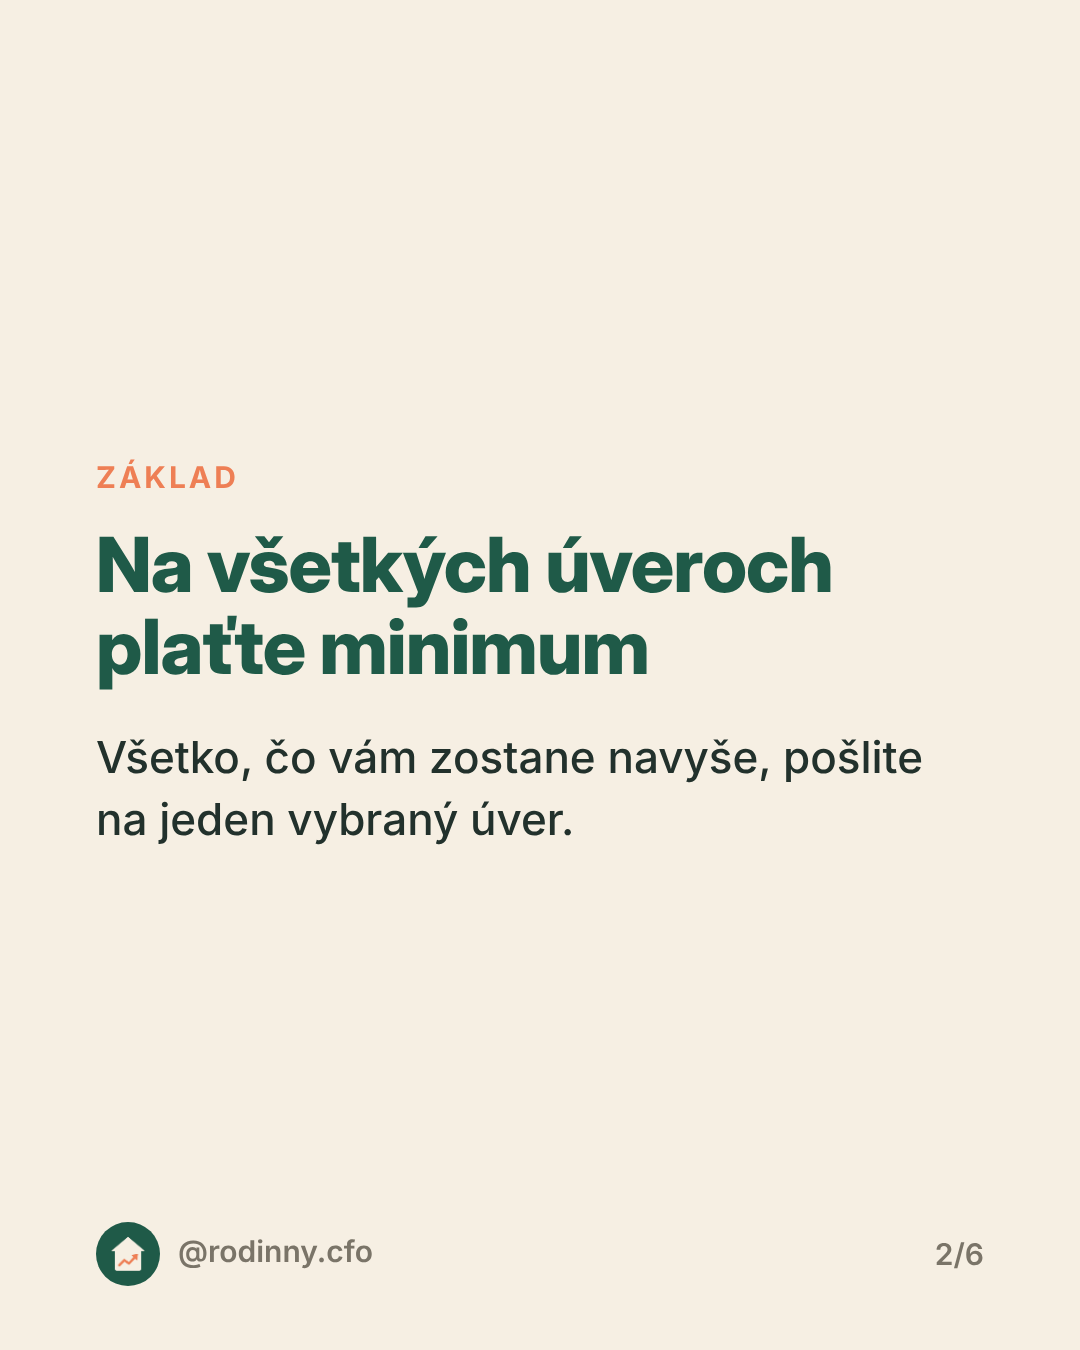 ZÁKLAD
Na všetkých úveroch
plaťte minimum
Všetko, čo vám zostane navyše, pošlite
na jeden vybraný úver.
@rodinny.cfo
2/6